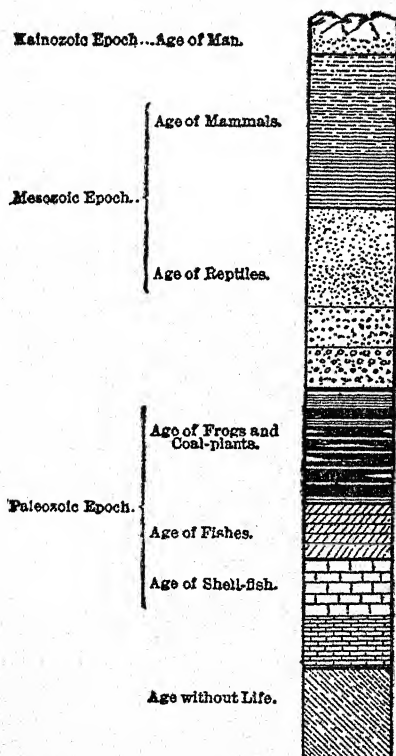 Kainozoic Epoch...Age of Man.
Age of Mammals.
Mesozoic Epoch..
Age of Reptiles.
Age of Frogs and
Coal-plants.
Paleozoic Epoch.
Age of Fishes.
Age of Shell-fish.
Age without Life.